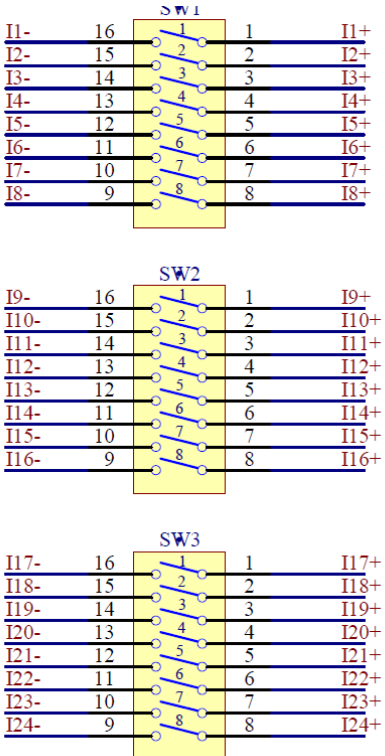 SW1
I1- 16 1 1 I1+
I2- 15 2 2 I2+
I3- 14 3 3 I3+
I4- 13 4 4 I4+
I5- 12 5 5 I5+
I6- 11 6 6 I6+
I7- 10 7 7 I7+
I8- 9 8 8 I8+
SW2
I9- 16 1 1 I9+
I10- 15 2 2 I10+
I11- 14 3 3 I11+
I12- 13 4 4 I12+
I13- 12 5 5 I13+
I14- 11 6 6 I14+
I15- 10 7 7 I15+
I16- 9 8 8 I16+
SW3
I17- 16 1 1 I17+
I18- 15 2 2 I18+
I19- 14 3 3 I19+
I20- 13 4 4 I20+
I21- 12 5 5 I21+
I22- 11 6 6 I22+
I23- 10 7 7 I23+
I24- 9 8 8 I24+